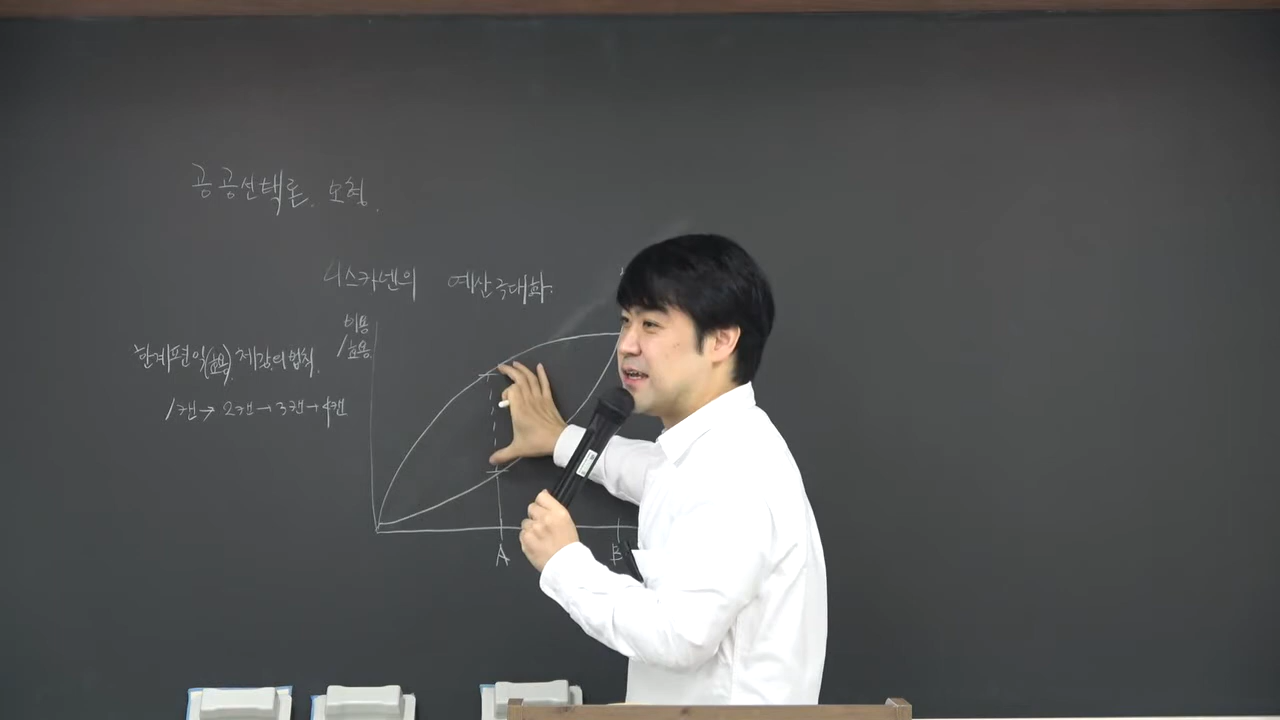 공공선택론. 모형.
니스카넨의 예산극대화.
비용
/효용
한계편익(효용) 체감의 법칙.
1캔→ 2캔→ 3캔→ 4캔
A
B